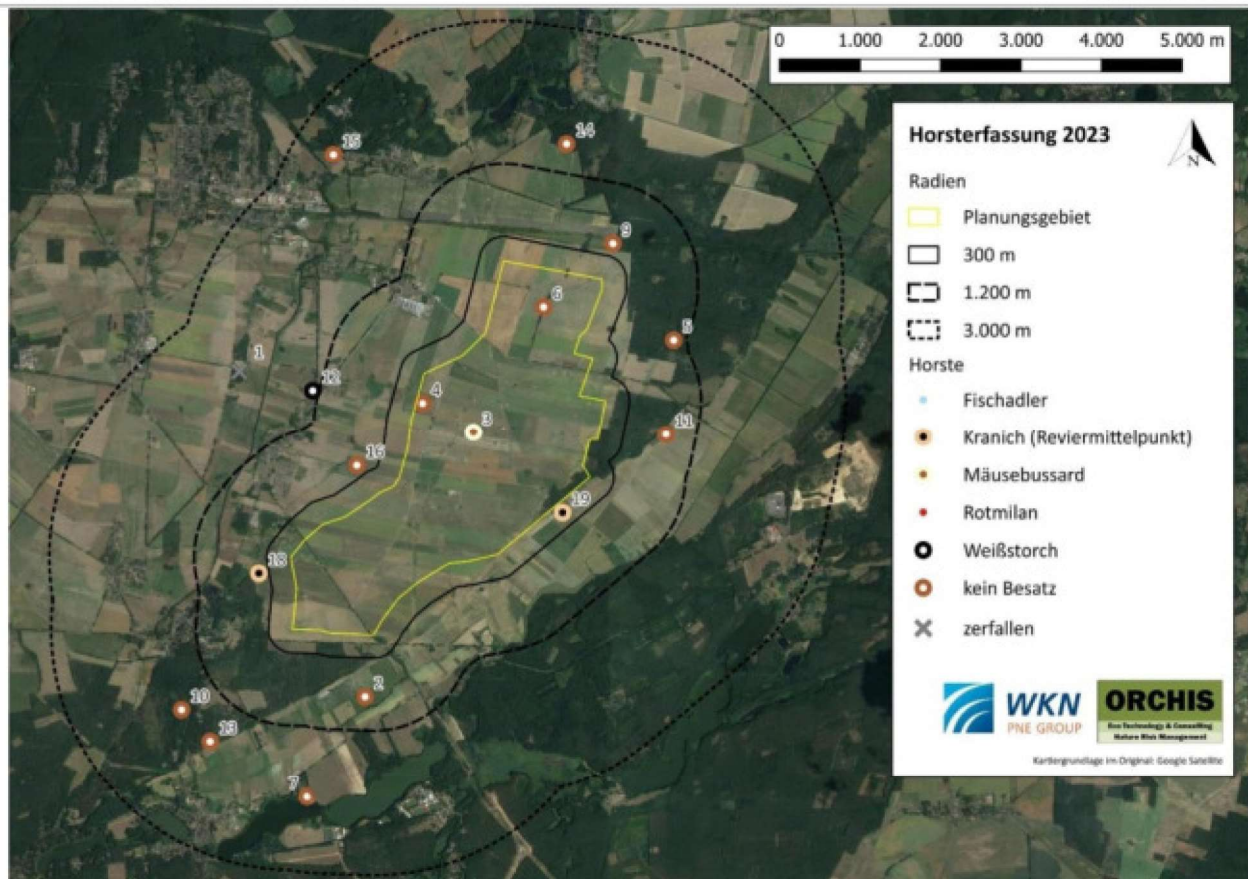 0 1.000 2.000 3.000 4.000 5.000 m
Horsterfassung 2023
N
Radien
Planungsgebiet
300 m
1.200 m
3.000 m
Horste
Fischadler
Kranich (Reviermittelpunkt)
Mäusebussard
Rotmilan
Weißstorch
kein Besatz
zerfallen
WKN
PNE GROUP
ORCHIS
Eco Technology & Consulting
Nature Risk Management
Kartiergrundlage im Original: Google Satellite
15
14
9
6
5
1
12
4
3
11
16
19
18
2
10
13
7